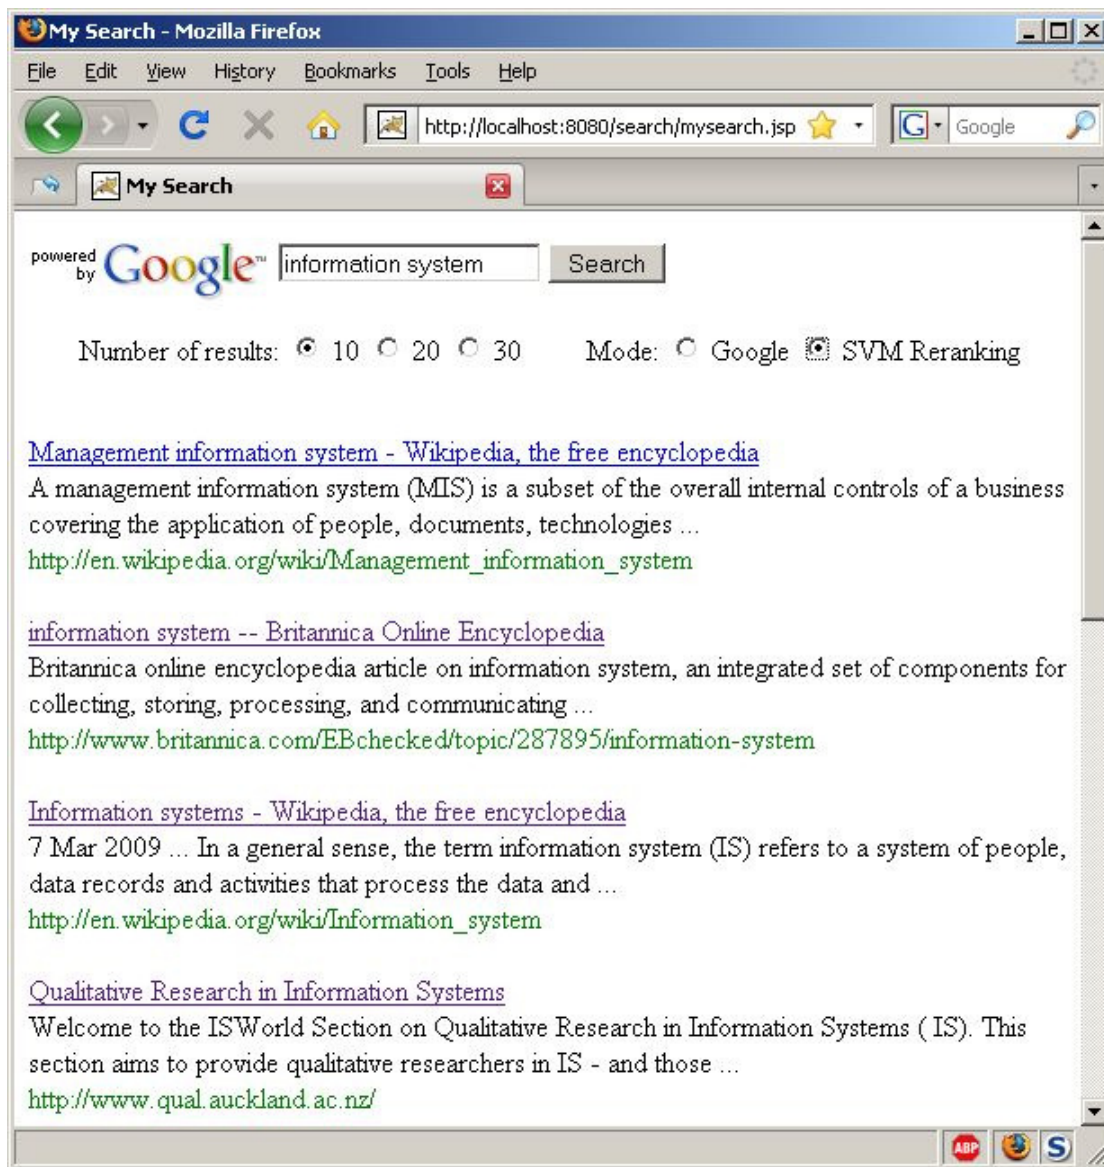 My Search - Mozilla Firefox
File Edit View History Bookmarks Tools Help
http://localhost:8080/search/mysearch.jsp G Google
My Search
powered by Google™ information system Search
Number of results: 10 20 30 Mode: Google SVM Reranking
Management information system - Wikipedia, the free encyclopedia
A management information system (MIS) is a subset of the overall internal controls of a business
covering the application of people, documents, technologies ...
http://en.wikipedia.org/wiki/Management_information_system
information system -- Britannica Online Encyclopedia
Britannica online encyclopedia article on information system, an integrated set of components for
collecting, storing, processing, and communicating ...
http://www.britannica.com/EBchecked/topic/287895/information-system
Information systems - Wikipedia, the free encyclopedia
7 Mar 2009 ... In a general sense, the term information system (IS) refers to a system of people,
data records and activities that process the data and ...
http://en.wikipedia.org/wiki/Information_system
Qualitative Research in Information Systems
Welcome to the ISWorld Section on Qualitative Research in Information Systems ( IS). This
section aims to provide qualitative researchers in IS - and those ...
http://www.qual.auckland.ac.nz/
ABP S